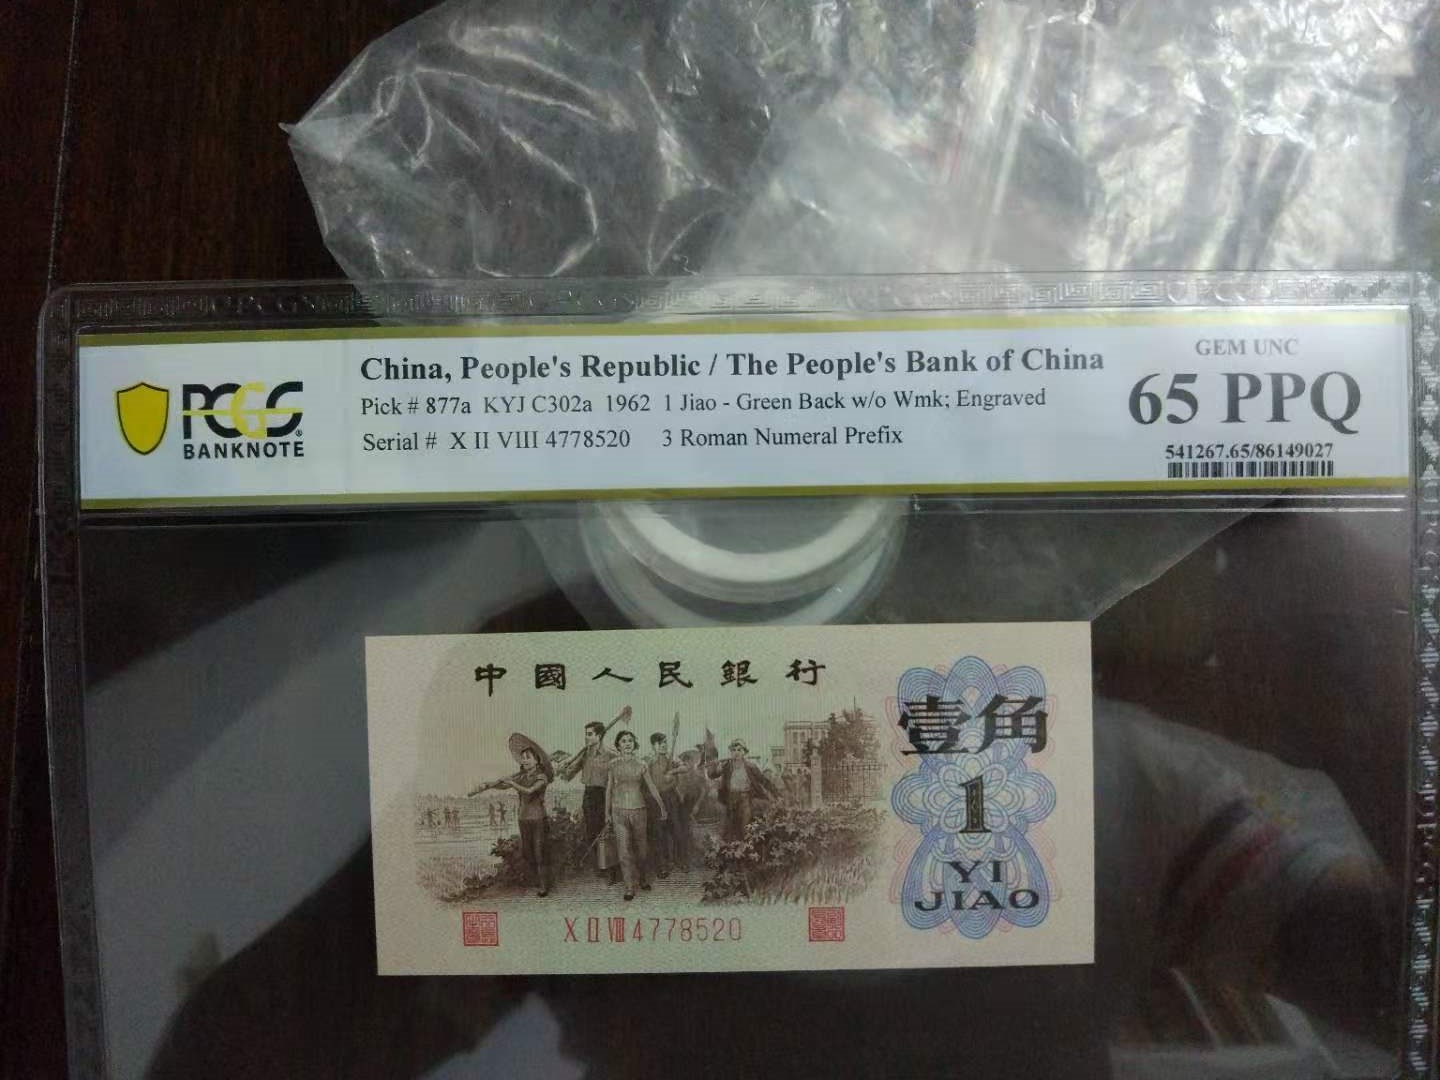 GEM UNC
China, People's Republic / The People's Bank of China
65 PPQ
PCGS
BANKNOTE
Pick # 877a KYJ C302a 1962 1 Jiao - Green Back w/o Wmk; Engraved
Serial # X II VIII 4778520 3 Roman Numeral Prefix
541267.65/86149027
中國人民銀行
壹角
1
YI
JIAO
X II VIII 4778520